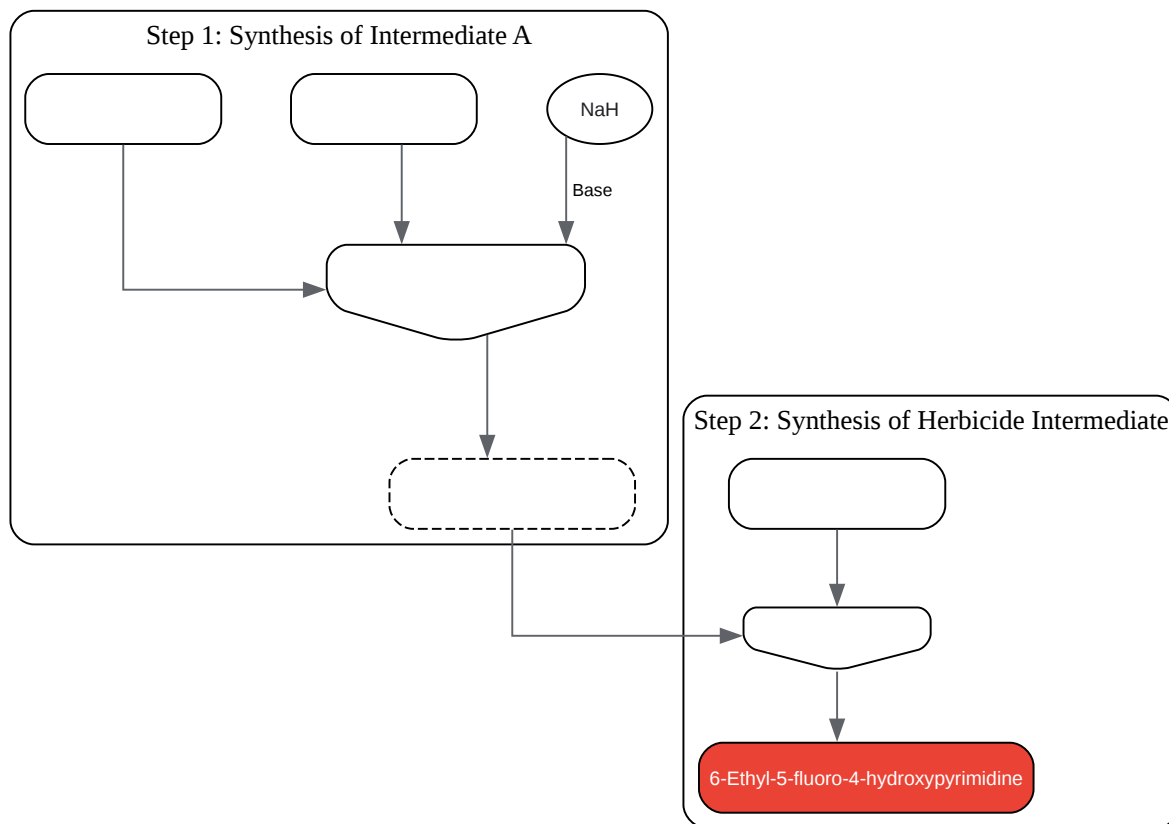 Step 1: Synthesis of Intermediate A
NaH
Base
Step 2: Synthesis of Herbicide Intermediate
6-Ethyl-5-fluoro-4-hydroxypyrimidine